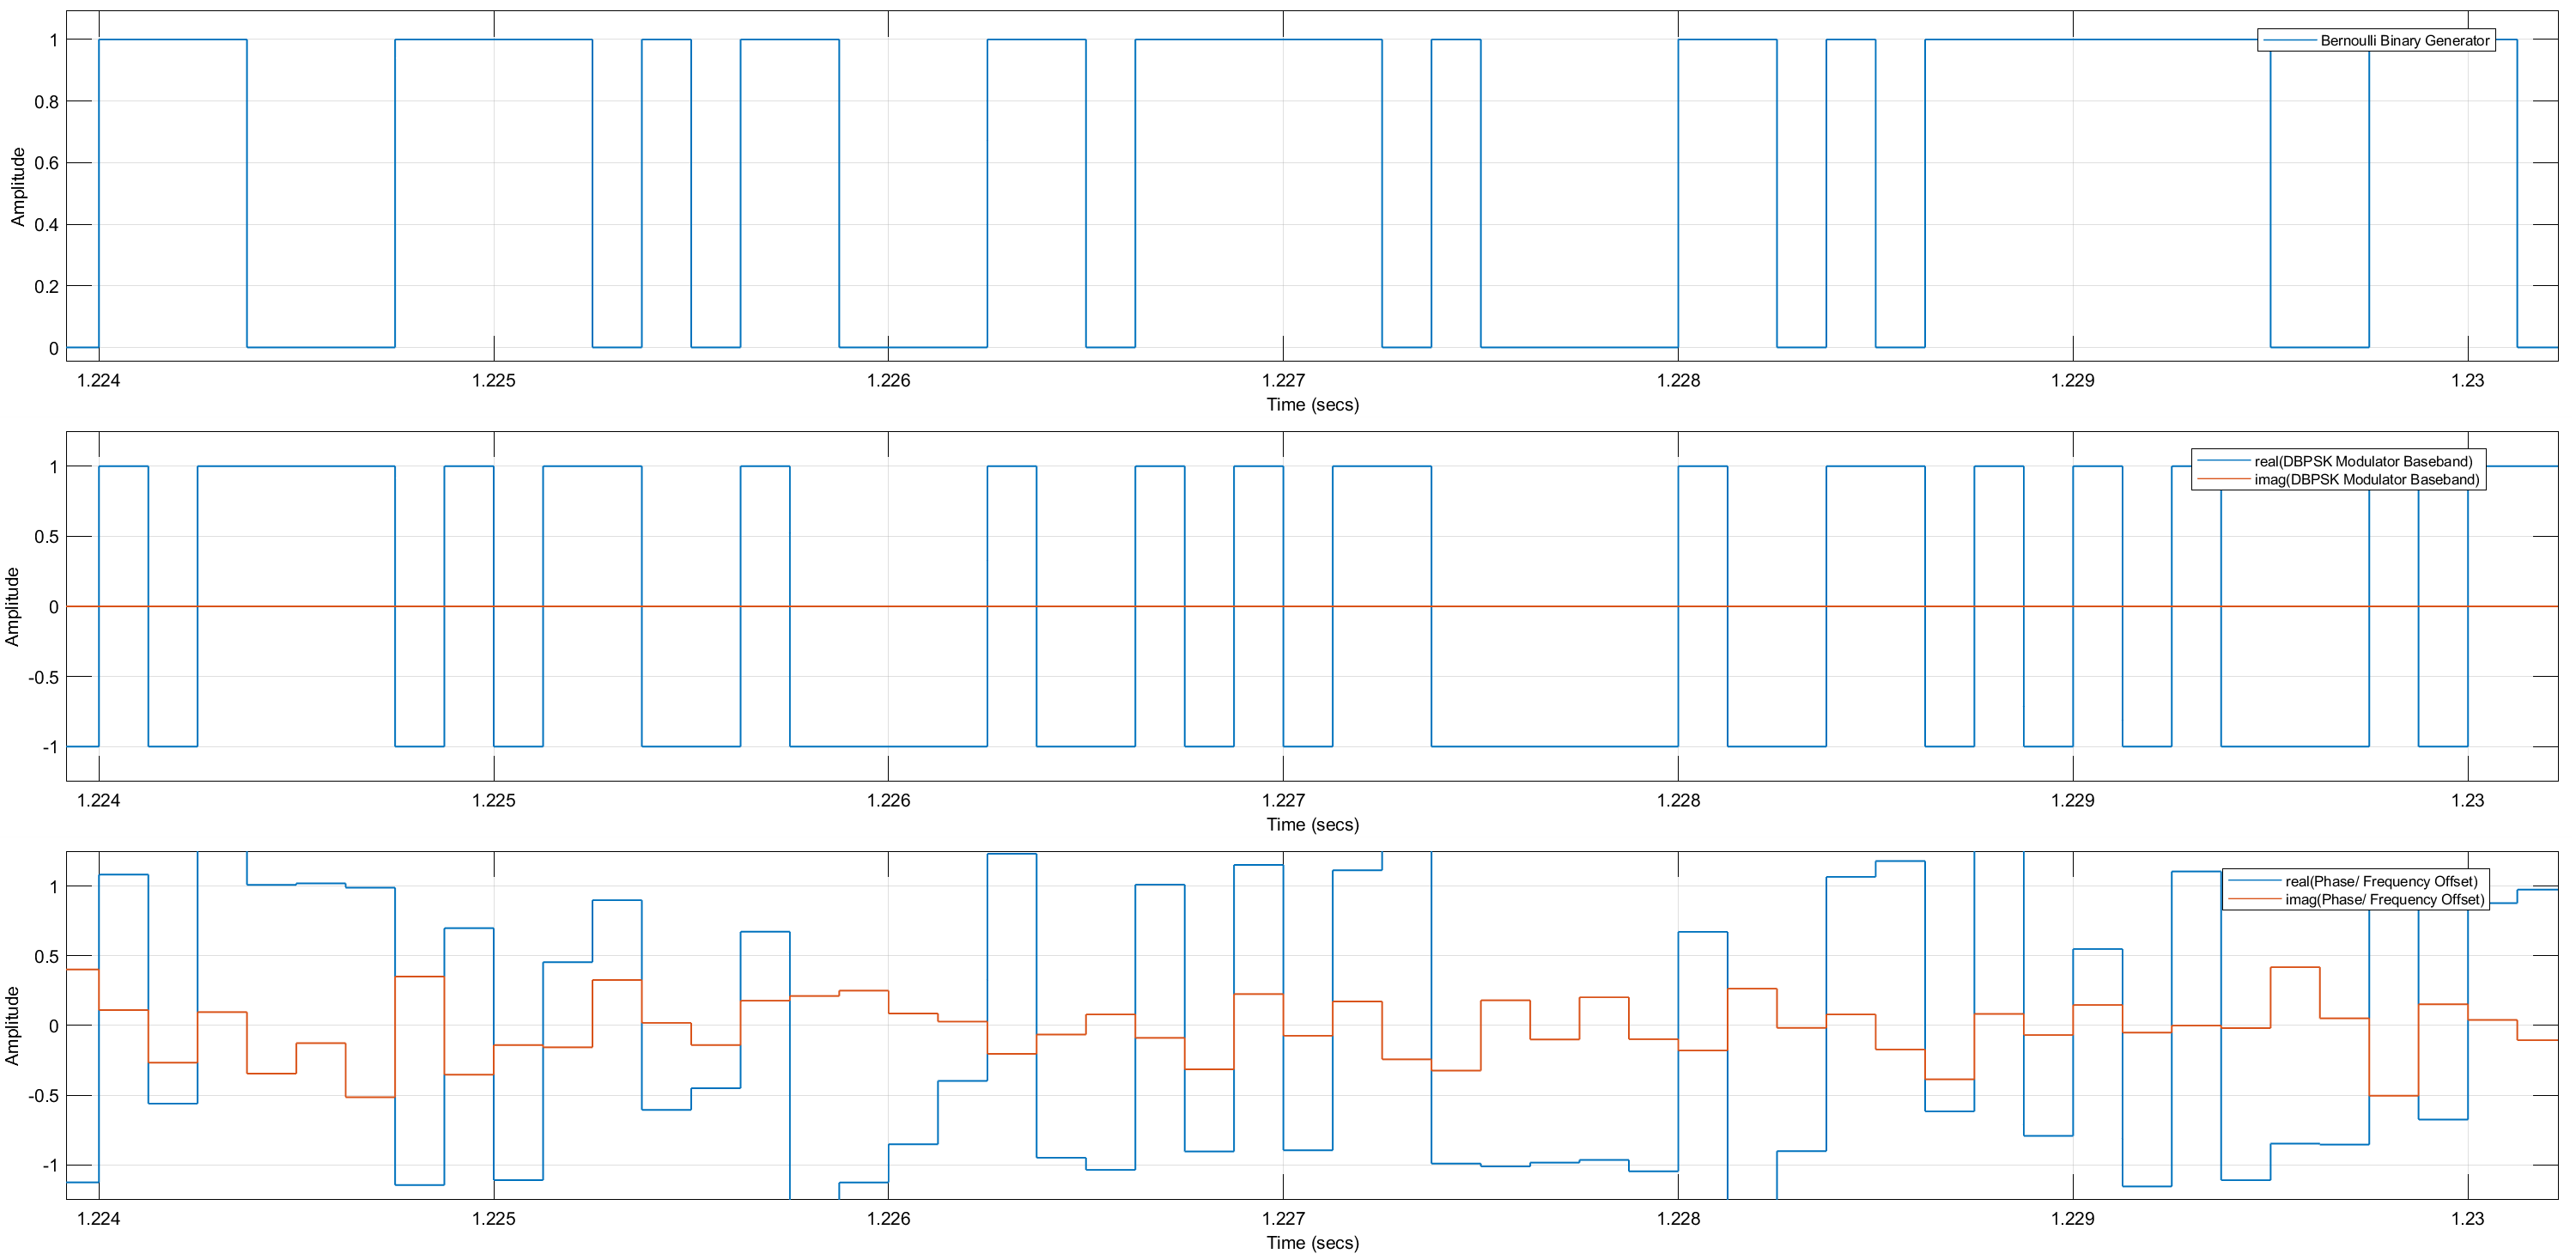 1
Bernoulli Binary Generator
0.8
0.6
Amplitude
0.4
0.2
0
1.224 1.225 1.226 1.227 1.228 1.229 1.23
Time (secs)
1
real(DBPSK Modulator Baseband)
imag(DBPSK Modulator Baseband)
0.5
Amplitude
0
-0.5
-1
1.224 1.225 1.226 1.227 1.228 1.229 1.23
Time (secs)
1
real(Phase/ Frequency Offset)
imag(Phase/ Frequency Offset)
0.5
Amplitude
0
-0.5
-1
1.224 1.225 1.226 1.227 1.228 1.229 1.23
Time (secs)